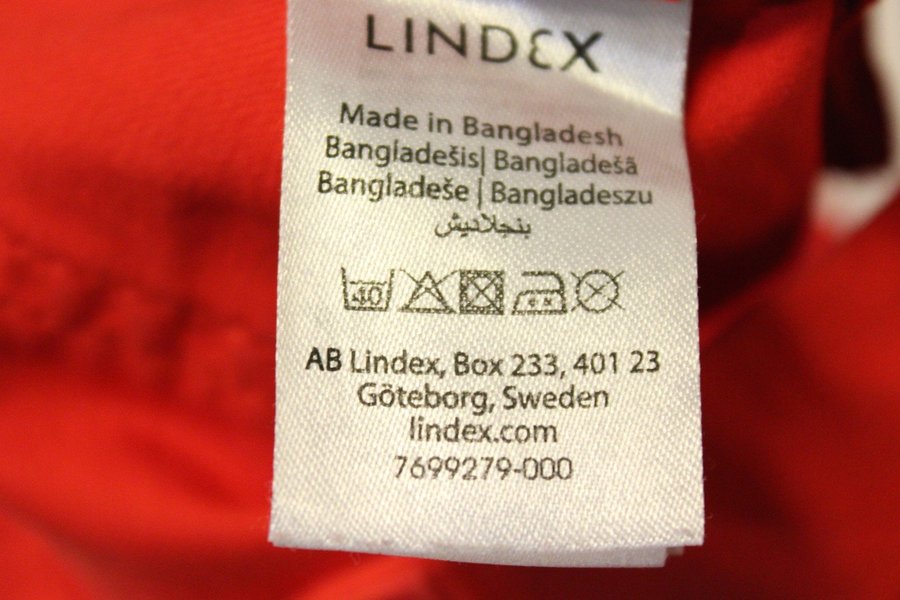 LINDEX
Made in Bangladesh
Bangladešis| Bangladešā
Bangladeše | Bangladeszu
بنجلاديش
40
AB Lindex, Box 233, 401 23
Göteborg, Sweden
lindex.com
7699279-000